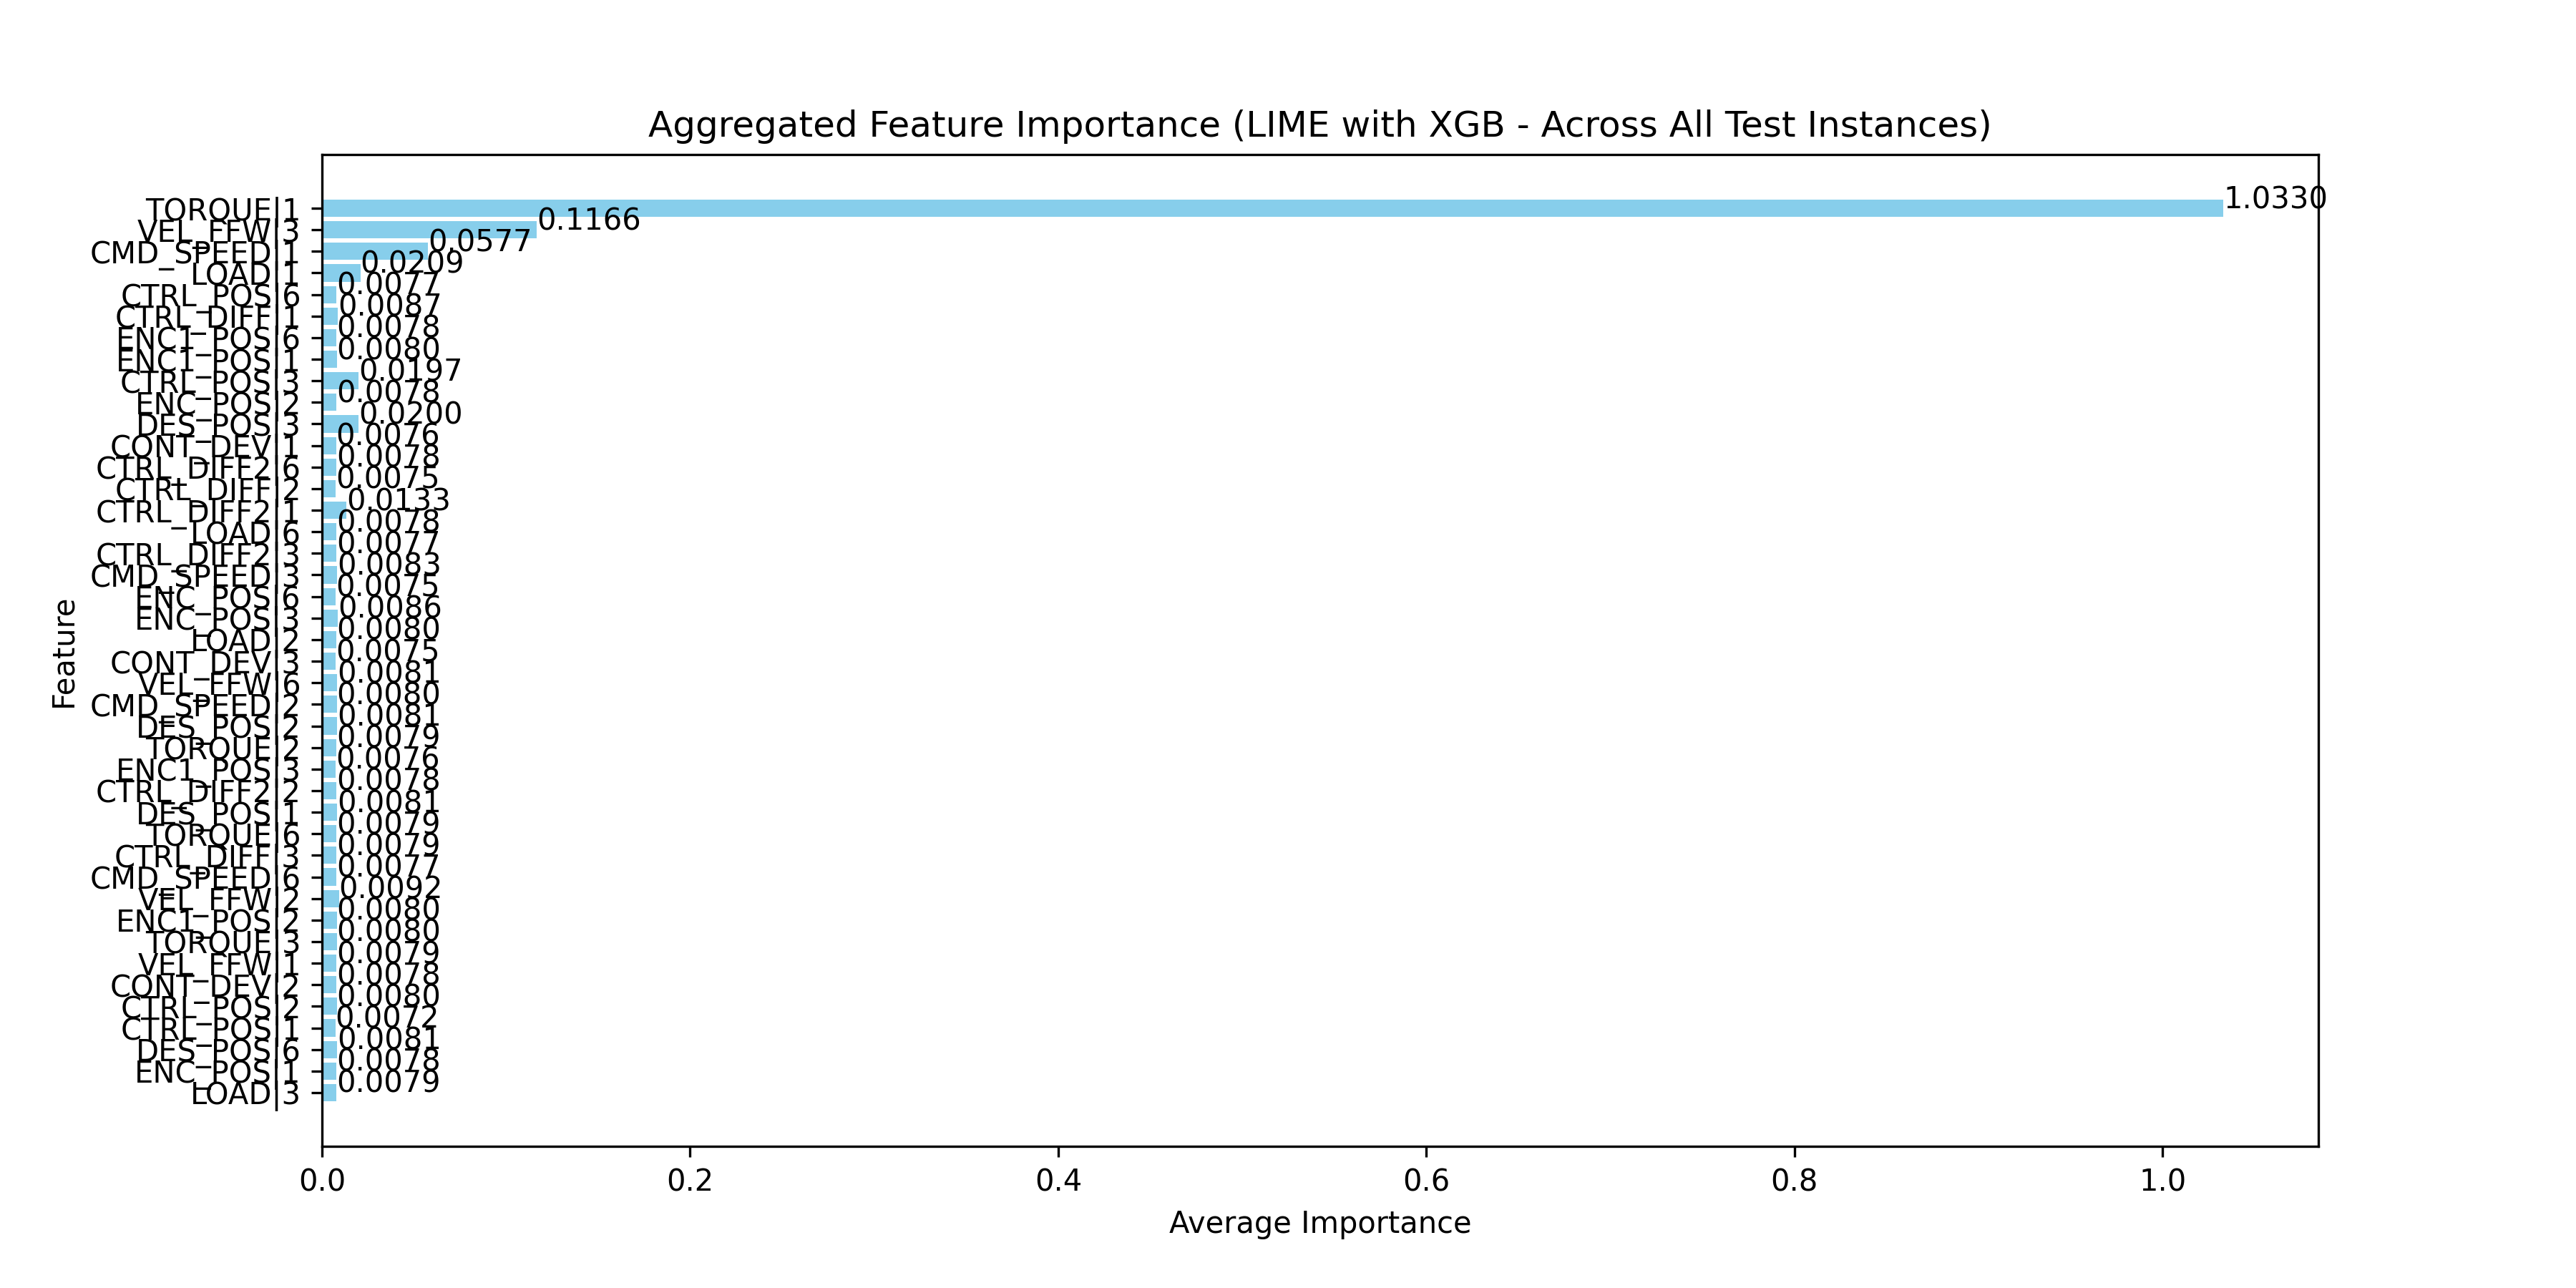 Aggregated Feature Importance (LIME with XGB - Across All Test Instances)
TORQUE|1 1.0330
VEL_FFW|3 0.1166
CMD_SPEED|1 0.0577
LOAD|1 0.0209
CTRL_POS|6 0.0077
CTRL_DIFF|1 0.0087
ENC1_POS|6 0.0078
ENC1_POS|1 0.0080
CTRL_POS|3 0.0197
ENC_POS|2 0.0078
DES_POS|3 0.0200
CONT_DEV|1 0.0076
CTRL_DIFF2|6 0.0078
CTRL_DIFF|2 0.0075
CTRL_DIFF2|1 0.0133
LOAD|6 0.0078
CTRL_DIFF2|3 0.0077
CMD_SPEED|3 0.0083
ENC_POS|6 0.0075
ENC_POS|3 0.0086
LOAD|2 0.0080
CONT_DEV|3 0.0075
VEL_FFW|6 0.0081
CMD_SPEED|2 0.0080
DES_POS|2 0.0081
TORQUE|2 0.0079
ENC1_POS|3 0.0076
CTRL_DIFF2|2 0.0078
DES_POS|1 0.0081
TORQUE|6 0.0079
CTRL_DIFF|3 0.0079
CMD_SPEED|6 0.0077
VEL_FFW|2 0.0092
ENC1_POS|2 0.0080
TORQUE|3 0.0080
VEL_FFW|1 0.0079
CONT_DEV|2 0.0078
CTRL_POS|2 0.0080
CTRL_POS|1 0.0072
DES_POS|6 0.0081
ENC_POS|1 0.0078
LOAD|3 0.0079
Feature
0.0 0.2 0.4 0.6 0.8 1.0
Average Importance